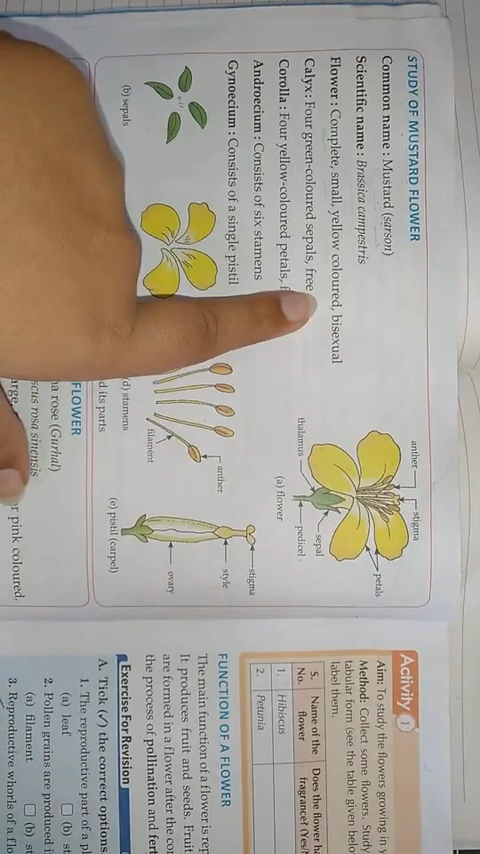 STUDY OF MUSTARD FLOWER
Common name : Mustard (sarson)
Scientific name : Brassica campestris
Flower : Complete, small, yellow coloured, bisexual
Calyx : Four green-coloured sepals, free
Corolla : Four yellow-coloured petals, f
Androecium : Consists of six stamens
Gynoecium : Consists of a single pistil
anther
stigma
petals
thalamus
sepal
pedicel
(a) flower
(b) sepals
(d) stamens
filament
anther
stigma
style
ovary
(e) pistil (carpel)
d its parts
FLOWER
na rose (Gurhal)
scus rosa sinensis
arge,
r pink coloured,
Activity 1
Aim: To study the flowers growing in y
Method: Collect some flowers. Study
tabular form (see the table given belo
label them.
S. No.
Name of the flower
Does the flower h
fragrance? (Yes/
1. Hibiscus
2. Petunia
FUNCTION OF A FLOWER
The main function of a flower is rep
It produces fruit and seeds. Fruit
are formed in a flower after the co
the process of pollination and fert
Exercise For Revision
A. Tick (✓) the correct options.
1. The reproductive part of a pl
(a) leaf (b) st
2. Pollen grains are produced i
(a) filament (b) st
3. Reproductive whorls of a flo